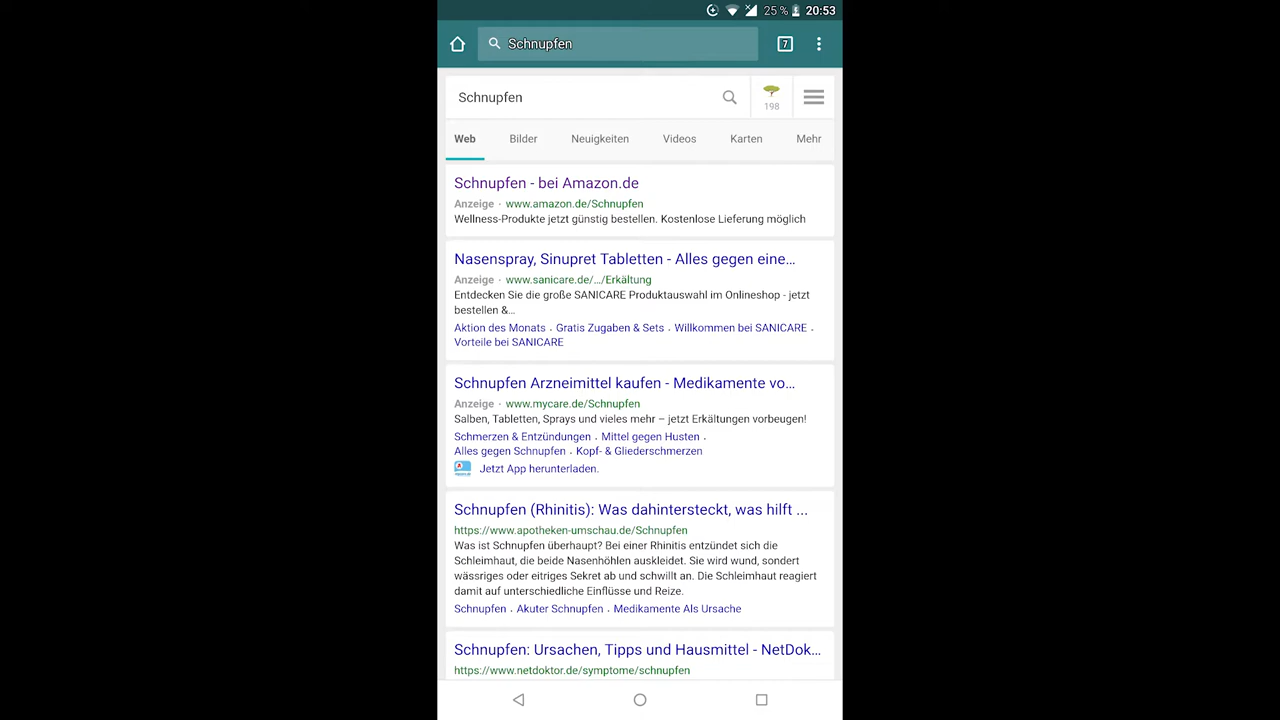 25 % 20:53
Schnupfen 7
Schnupfen 198
Web Bilder Neuigkeiten Videos Karten Mehr
Schnupfen - bei Amazon.de
Anzeige · www.amazon.de/Schnupfen
Wellness-Produkte jetzt günstig bestellen. Kostenlose Lieferung möglich
Nasenspray, Sinupret Tabletten - Alles gegen eine…
Anzeige · www.sanicare.de/…/Erkältung
Entdecken Sie die große SANICARE Produktauswahl im Onlineshop - jetzt
bestellen &…
Aktion des Monats · Gratis Zugaben & Sets · Willkommen bei SANICARE ·
Vorteile bei SANICARE
Schnupfen Arzneimittel kaufen - Medikamente vo…
Anzeige · www.mycare.de/Schnupfen
Salben, Tabletten, Sprays und vieles mehr – jetzt Erkältungen vorbeugen!
Schmerzen & Entzündungen · Mittel gegen Husten ·
Alles gegen Schnupfen · Kopf- & Gliederschmerzen
Jetzt App herunterladen.
Schnupfen (Rhinitis): Was dahintersteckt, was hilft ...
https://www.apotheken-umschau.de/Schnupfen
Was ist Schnupfen überhaupt? Bei einer Rhinitis entzündet sich die
Schleimhaut, die beide Nasenhöhlen auskleidet. Sie wird wund, sondert
wässriges oder eitriges Sekret ab und schwillt an. Die Schleimhaut reagiert
damit auf unterschiedliche Einflüsse und Reize.
Schnupfen · Akuter Schnupfen · Medikamente Als Ursache
Schnupfen: Ursachen, Tipps und Hausmittel - NetDok…
https://www.netdoktor.de/symptome/schnupfen